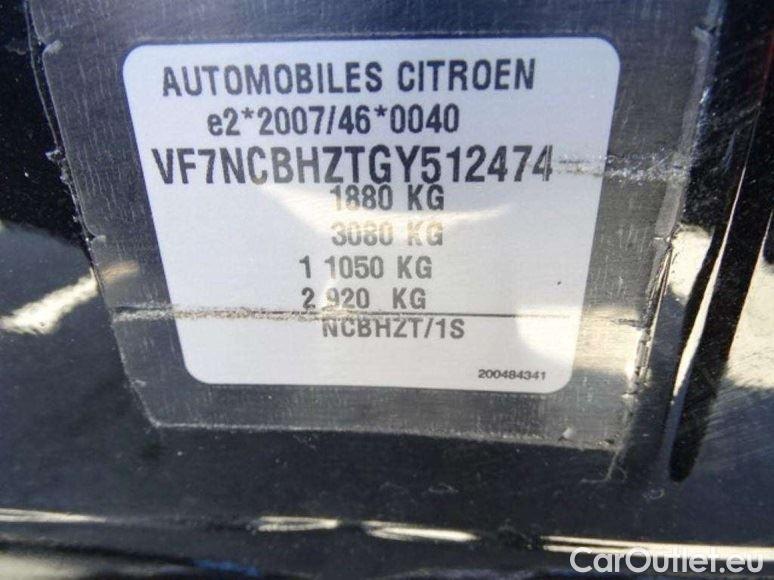 AUTOMOBILES CITROEN
e2*2007/46*0040
VF7NCBHZTGY512474
1880 KG
3080 KG
1 1050 KG
2 920 KG
NCBHZT/1S
200484341
CarOutlet.eu